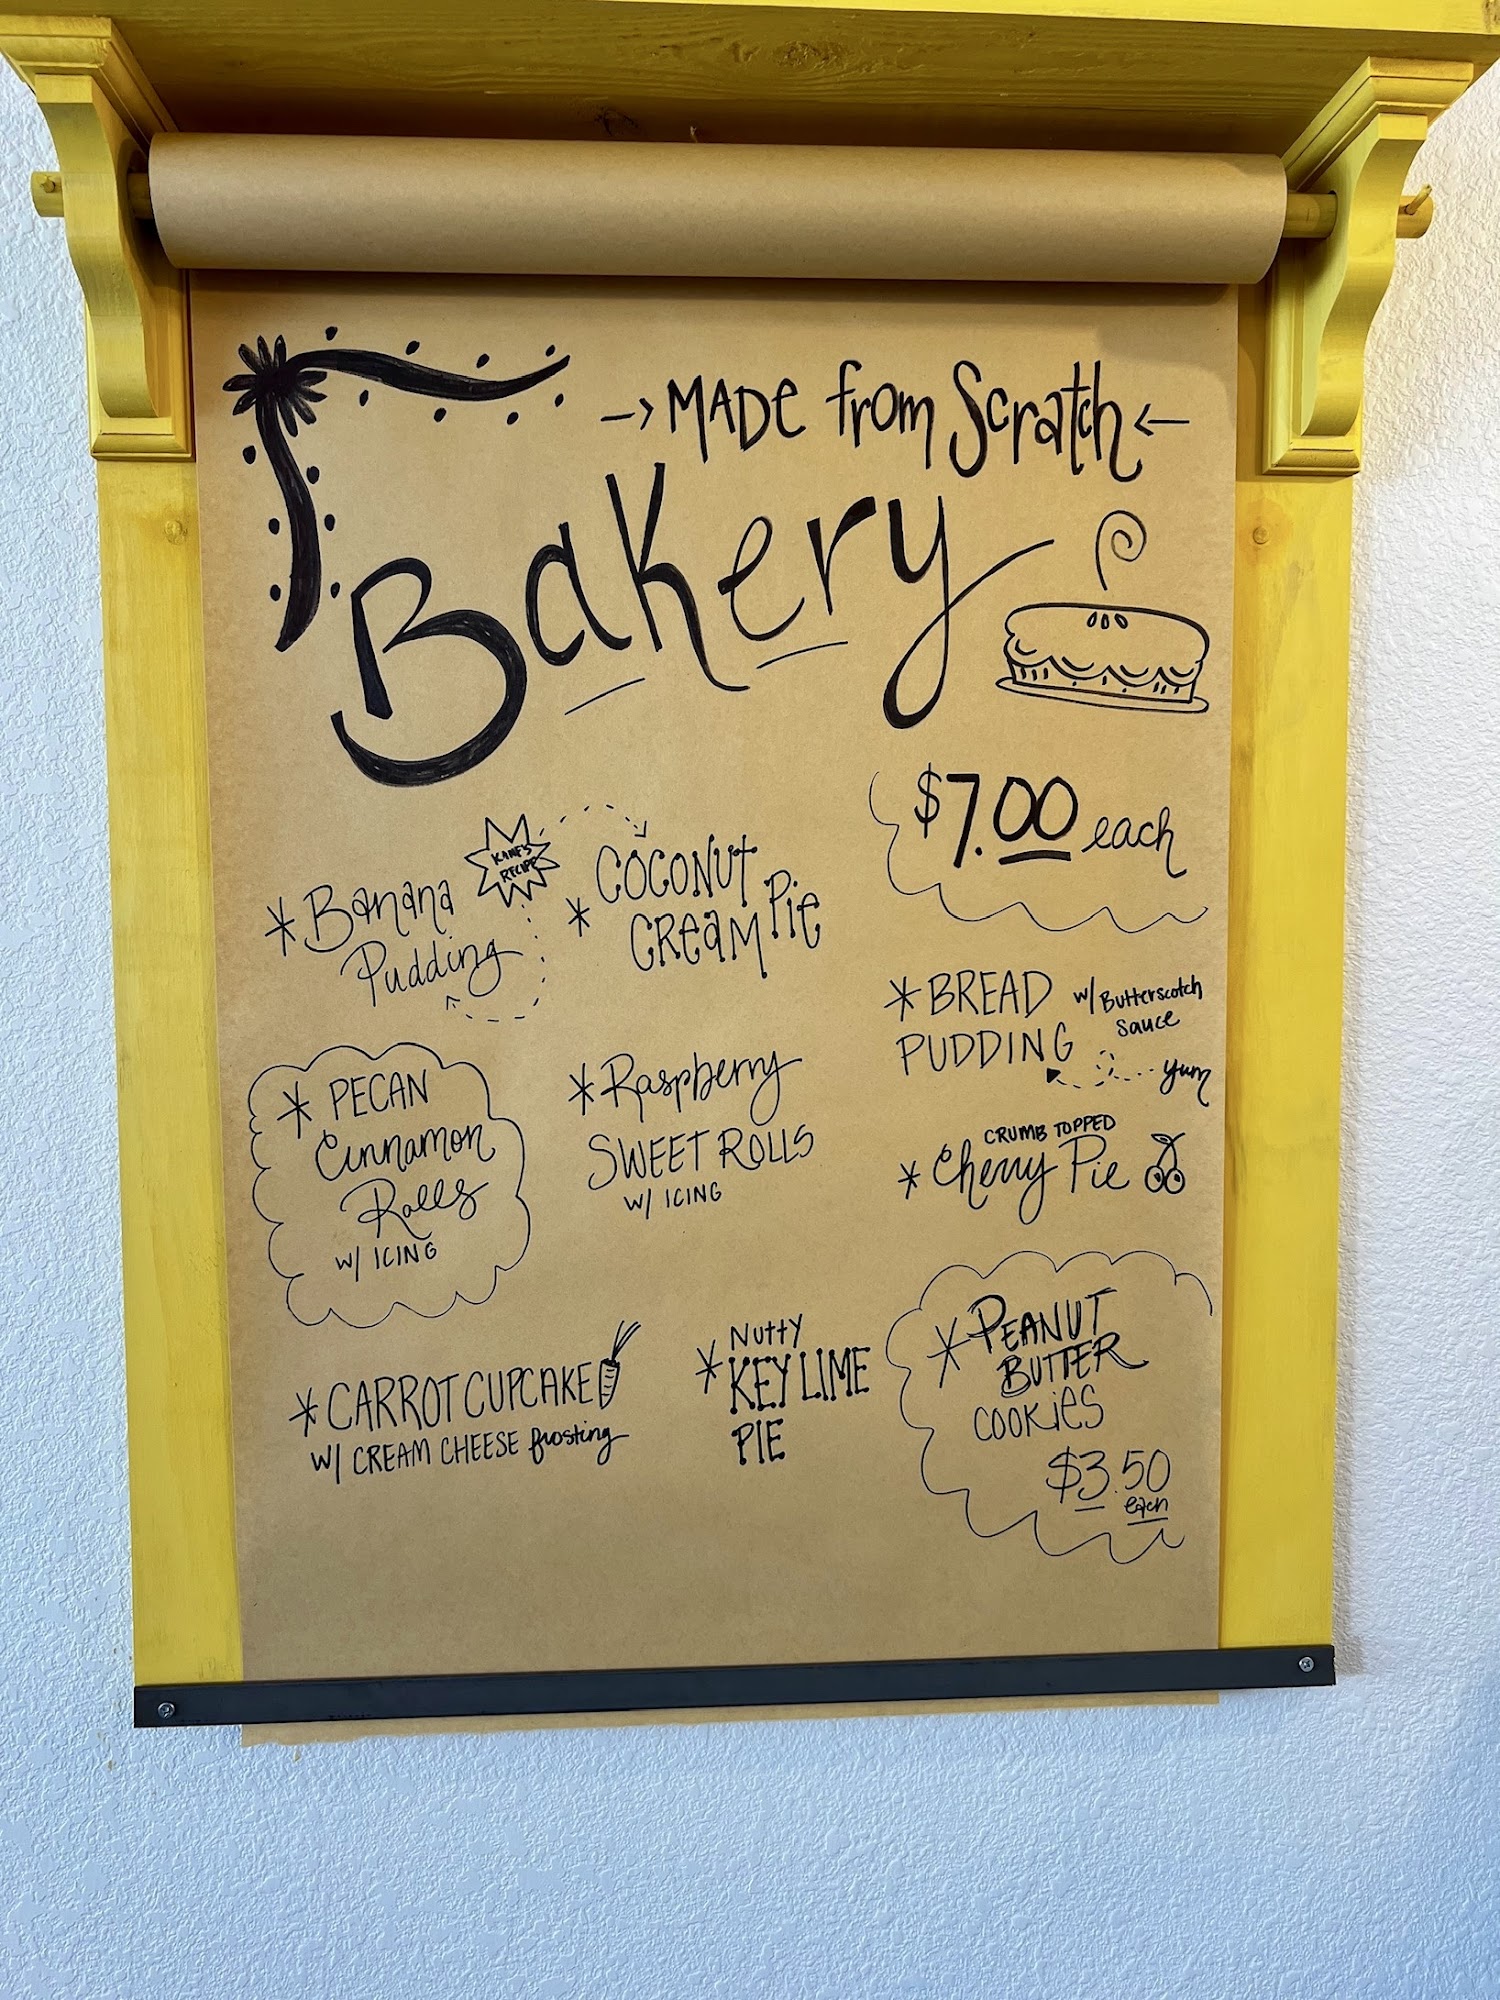 → MADe from Scratch ←
Bakery
$7.00 each
* Banana
Pudding
RECIPE
* COCONUT
CREAM Pie
* BREAD
PUDDING
w/ Butterscotch
sauce
yum
* PECAN
Cinnamon
Rolls
w/ ICING
* Raspberry
SWEET ROLLS
w/ ICING
CRUMB TOPPED
* Cherry Pie
* CARROT CUPCAKE
w/ CREAM CHEESE frosting
Nutty
* KEY LIME
PIE
* PEANUT
BUTTER
COOKiES
$3.50
each